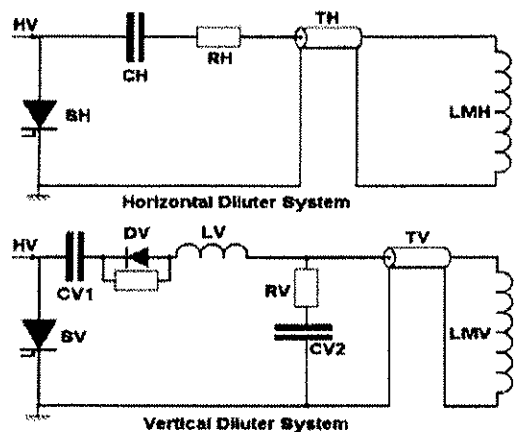 HV
TH
CH
RH
SH
LMH
Horizontal Diluter System
HV
DV
LV
TV
CV1
RV
SV
LMV
CV2
Vertical Diluter System